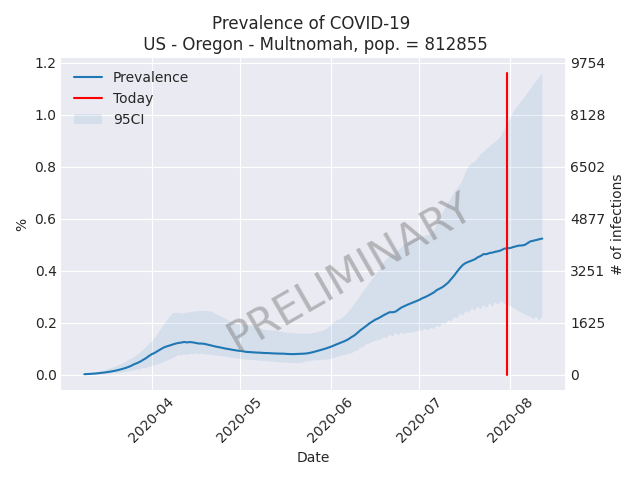 Prevalence of COVID-19
US - Oregon - Multnomah, pop. = 812855
Prevalence
Today
95CI
PRELIMINARY
%
1.2
1.0
0.8
0.6
0.4
0.2
0.0
9754
8128
6502
4877
3251
1625
0
# of infections
2020-04
2020-05
2020-06
2020-07
2020-08
Date